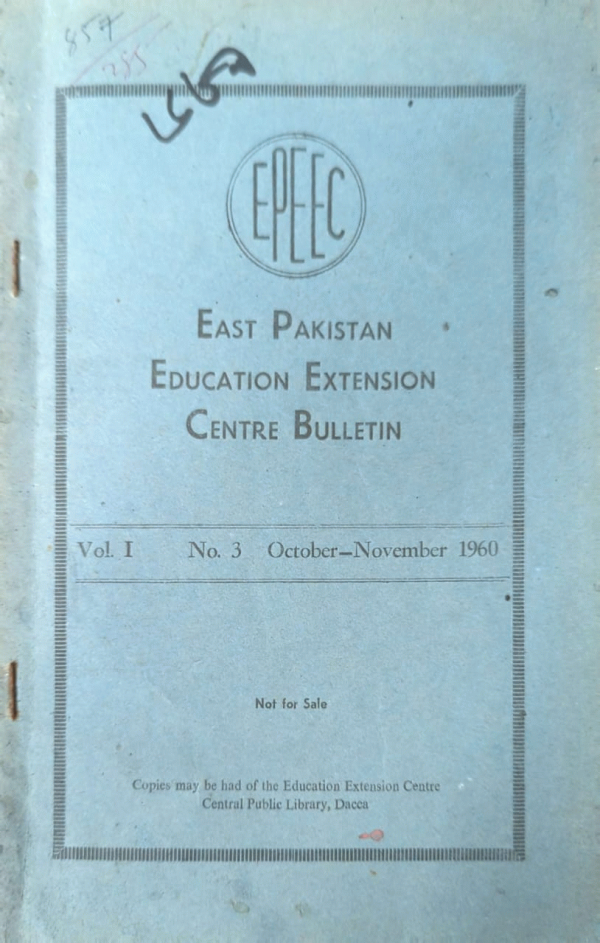 857
285
EPEEC
EAST PAKISTAN
EDUCATION EXTENSION
CENTRE BULLETIN
Vol. I No. 3 October—November 1960
Not for Sale
Copies may be had of the Education Extension Centre
Central Public Library, Dacca